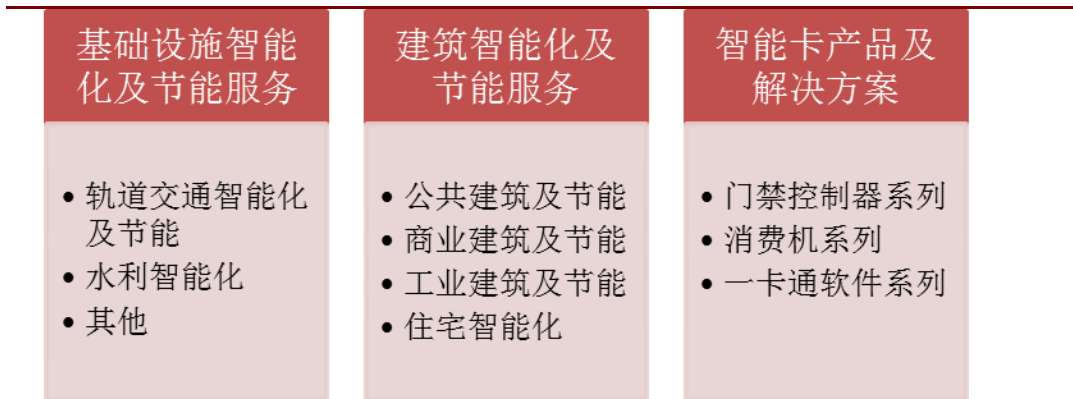 基础设施智能
化及节能服务
• 轨道交通智能化
及节能
• 水利智能化
• 其他
建筑智能化及
节能服务
• 公共建筑及节能
• 商业建筑及节能
• 工业建筑及节能
• 住宅智能化
智能卡产品及
解决方案
• 门禁控制器系列
• 消费机系列
• 一卡通软件系列